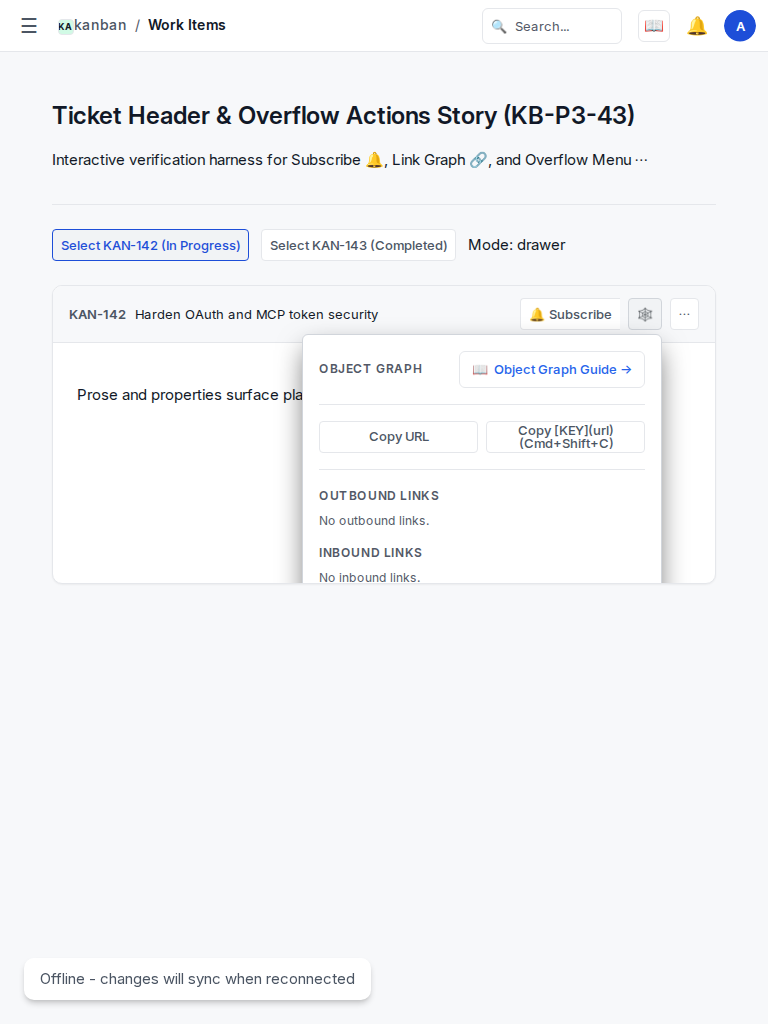 ☰ KA kanban / Work Items 🔍 Search... 📖 🔔 A
Ticket Header & Overflow Actions Story (KB-P3-43)
Interactive verification harness for Subscribe 🔔, Link Graph 🔗, and Overflow Menu ···
Select KAN-142 (In Progress) Select KAN-143 (Completed) Mode: drawer
KAN-142 Harden OAuth and MCP token security 🔔 Subscribe 🕸 ···
OBJECT GRAPH 📖 Object Graph Guide →
Prose and properties surface pla
Copy URL Copy [KEY](url)
(Cmd+Shift+C)
OUTBOUND LINKS
No outbound links.
INBOUND LINKS
No inbound links.
Offline - changes will sync when reconnected